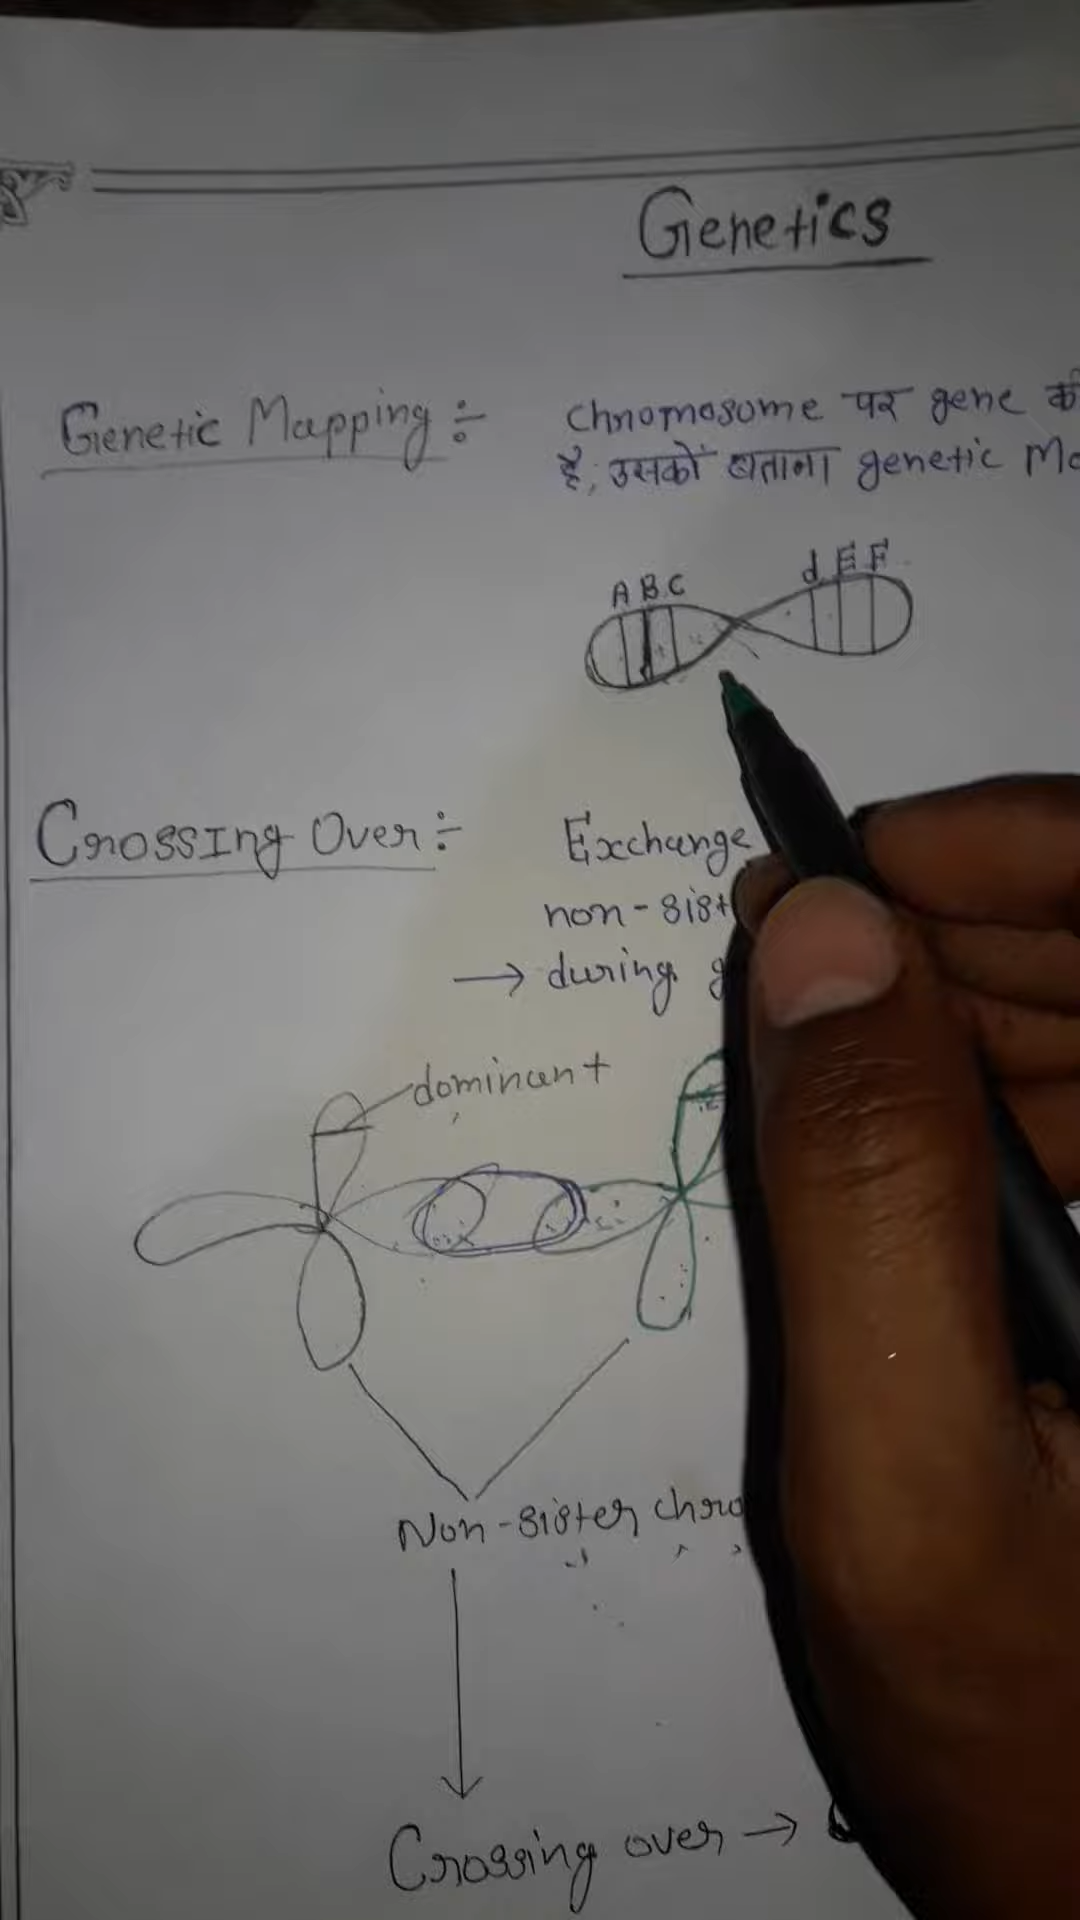 Genetics
Genetic Mapping :-
Chromosome पर gene की
है, उसको बताना genetic Ma
A B C d E F
Crossing Over :-
Exchange
non-sist
→ during g
dominant
Non-sister chro
Crossing over →